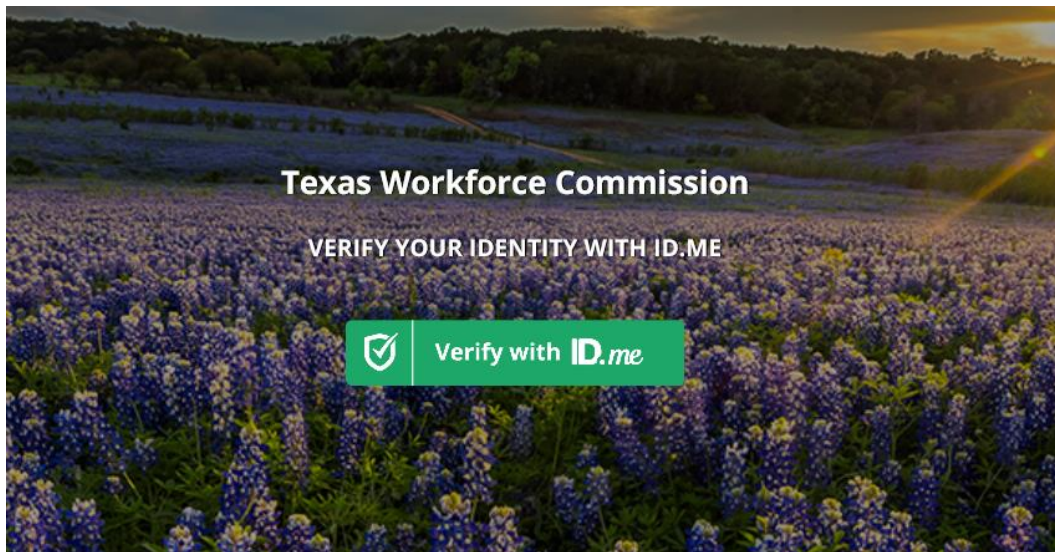 Texas Workforce Commission
VERIFY YOUR IDENTITY WITH ID.ME
Verify with ID.me